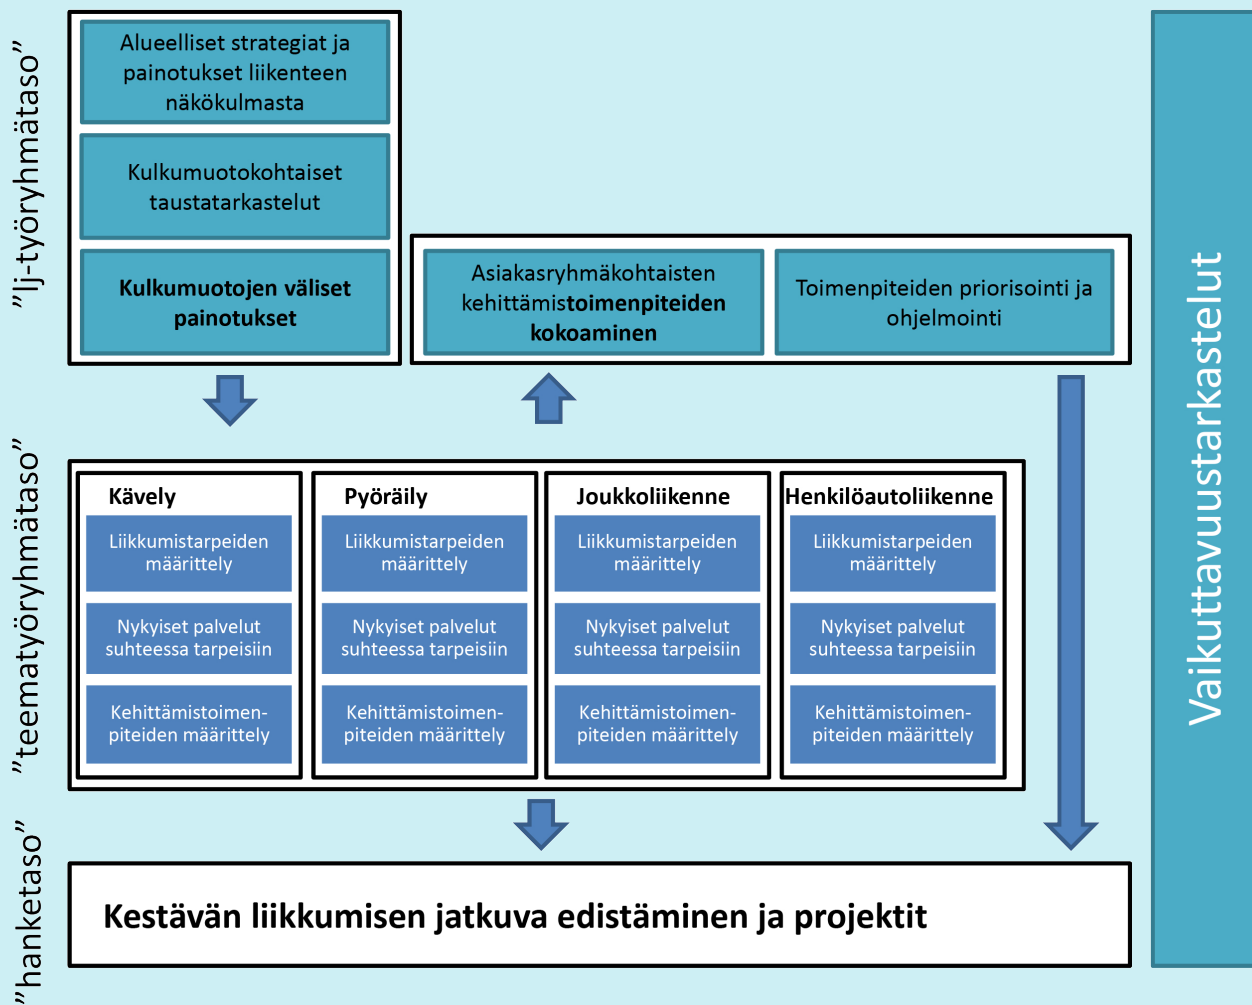 ”lj-työryhmätaso”
Alueelliset strategiat ja
painotukset liikenteen
näkökulmasta
Kulkumuotokohtaiset
taustatarkastelut
Kulkumuotojen väliset
painotukset
Asiakasryhmäkohtaisten
kehittämistoimenpiteiden
kokoaminen
Toimenpiteiden priorisointi ja
ohjelmointi
”teematyöryhmätaso”
Kävely
Liikkumistarpeiden
määrittely
Nykyiset palvelut
suhteessa tarpeisiin
Kehittämistoimen-
piteiden määrittely
Pyöräily
Liikkumistarpeiden
määrittely
Nykyiset palvelut
suhteessa tarpeisiin
Kehittämistoimen-
piteiden määrittely
Joukkoliikenne
Liikkumistarpeiden
määrittely
Nykyiset palvelut
suhteessa tarpeisiin
Kehittämistoimen-
piteiden määrittely
Henkilöautoliikenne
Liikkumistarpeiden
määrittely
Nykyiset palvelut
suhteessa tarpeisiin
Kehittämistoimen-
piteiden määrittely
”hanketaso”
Kestävän liikkumisen jatkuva edistäminen ja projektit
Vaikuttavuustarkastelut